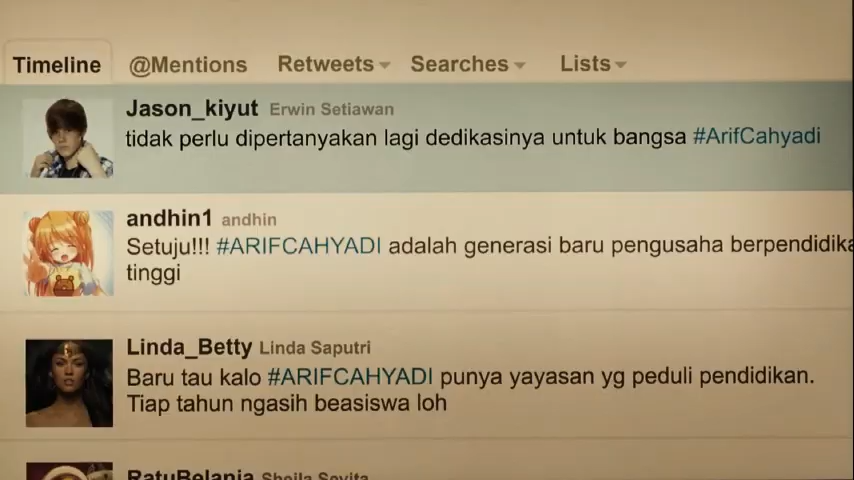 Timeline @Mentions Retweets Searches Lists
Jason_kiyut Erwin Setiawan
tidak perlu dipertanyakan lagi dedikasinya untuk bangsa #ArifCahyadi
andhin1 andhin
Setuju!!! #ARIFCAHYADI adalah generasi baru pengusaha berpendidika
tinggi
Linda_Betty Linda Saputri
Baru tau kalo #ARIFCAHYADI punya yayasan yg peduli pendidikan.
Tiap tahun ngasih beasiswa loh
RatuBelania Sheila Sovita